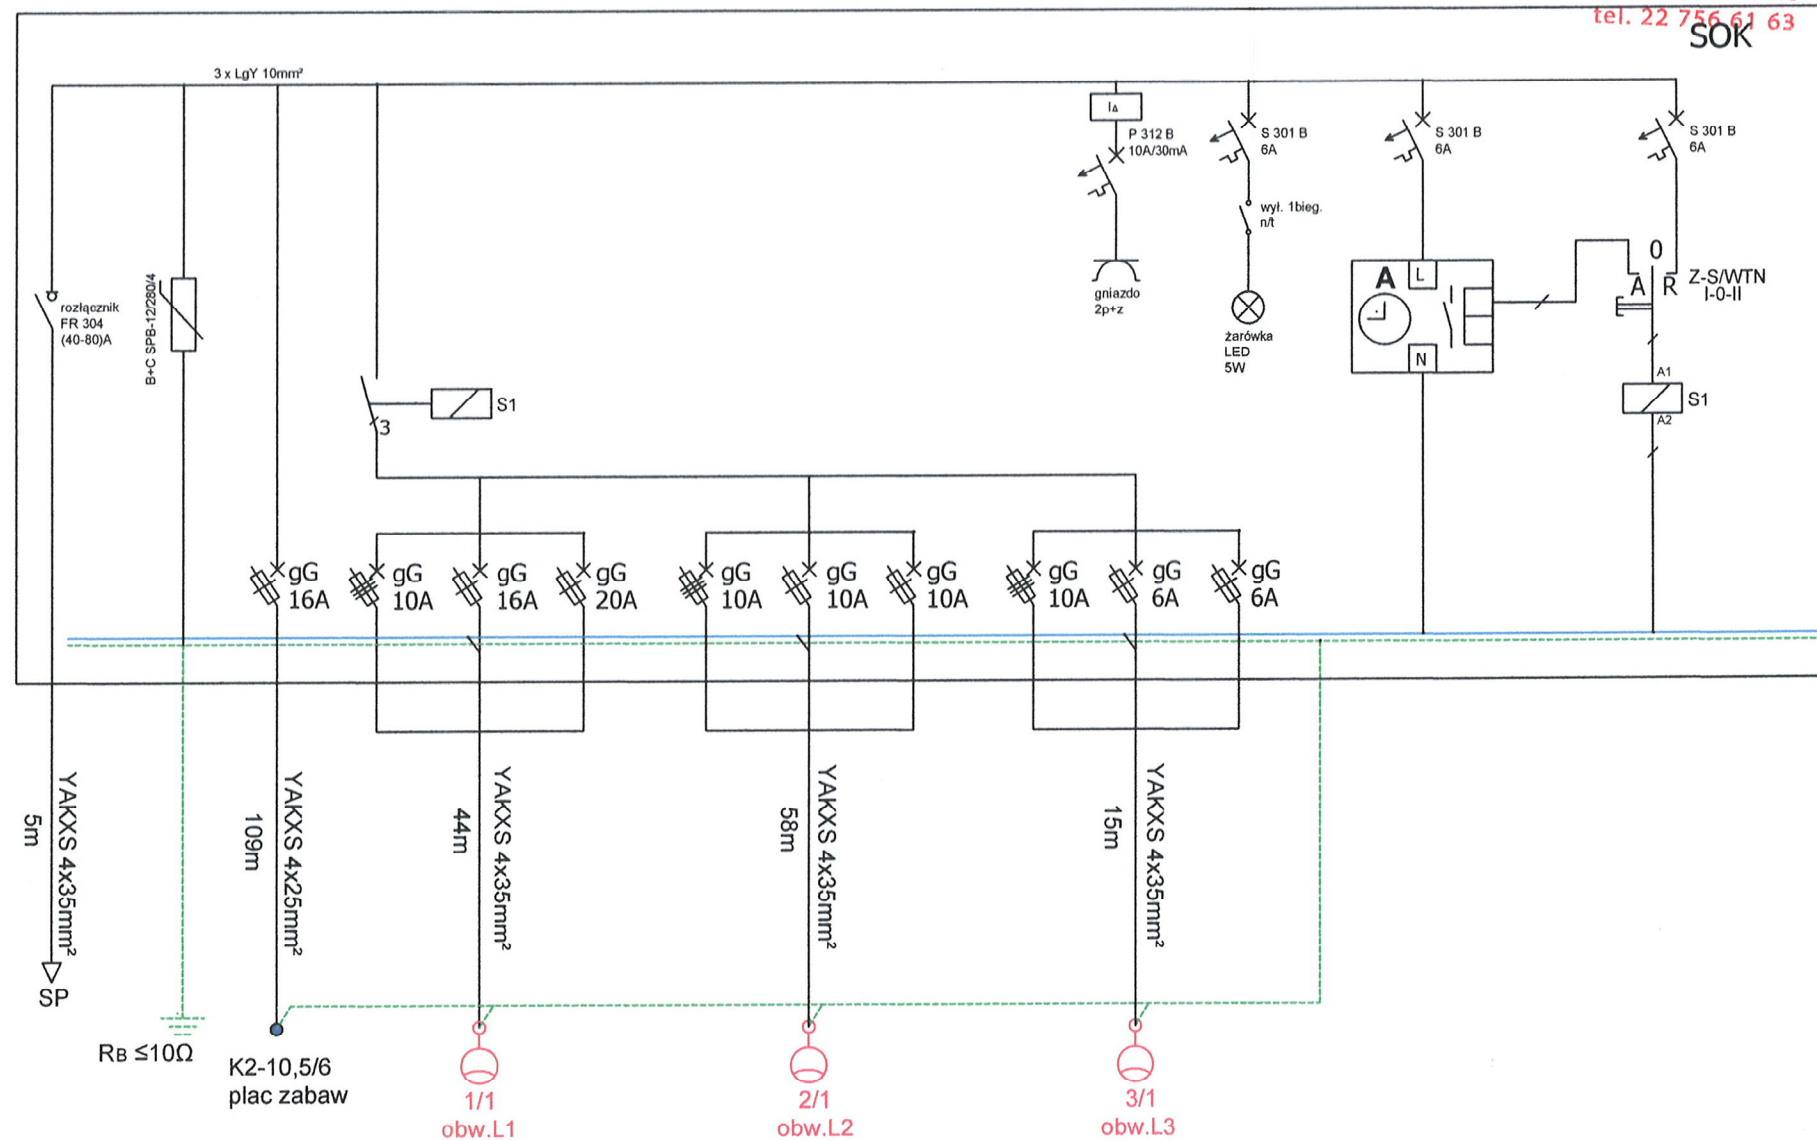 tel. 22 756 61 63
SOK
3 x LgY 10mm²
I∆
P 312 B
10A/30mA
S 301 B
6A
S 301 B
6A
S 301 B
6A
wył. 1bieg.
n/t
gniazdo
2p+z
żarówka
LED
5W
A
L
N
0
A R
Z-S/WTN
I-0-II
A1
S1
A2
rozłącznik
FR 304
(40-80)A
B+C SPB-12/280/4
S1
3
gG
16A
gG
10A
gG
16A
gG
20A
gG
10A
gG
10A
gG
10A
gG
10A
gG
6A
gG
6A
YAKXS 4x35mm²
5m
YAKXS 4x25mm²
109m
YAKXS 4x35mm²
44m
YAKXS 4x35mm²
58m
YAKXS 4x35mm²
15m
SP
RB ≤10Ω
K2-10,5/6
plac zabaw
1/1
obw.L1
2/1
obw.L2
3/1
obw.L3